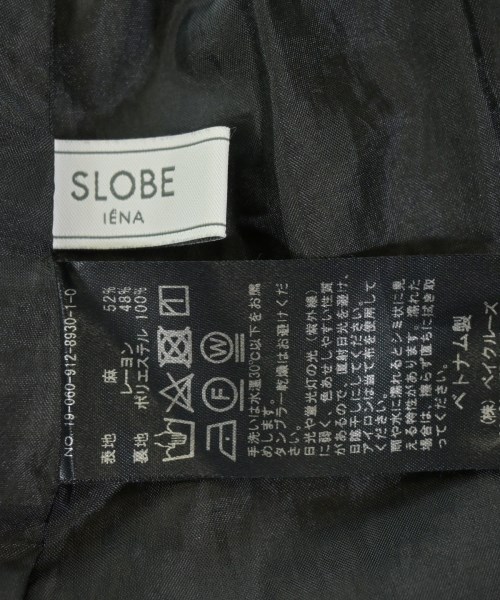 SLOBE
IÉNA
NO. 19-060-912-8930-1-0
表地 麻 52%
レーヨン 48%
裏地 ポリエステル 100%
手洗いは水温30℃以下をお薦
めします。
タンブラー乾燥はお避けくだ
さい。
日光や蛍光灯の光(紫外線)
に弱く、色あせしやすい性質
があるので、直射日光を避け、
日陰干しにしてください。
アイロンは当て布を使用して
ください。
雨や水に濡れるとシミ状に見
える特性があります。濡れた
場合は、擦らず直ちに拭き取
ってください。
ベトナム製
(株)ベイクルーズ